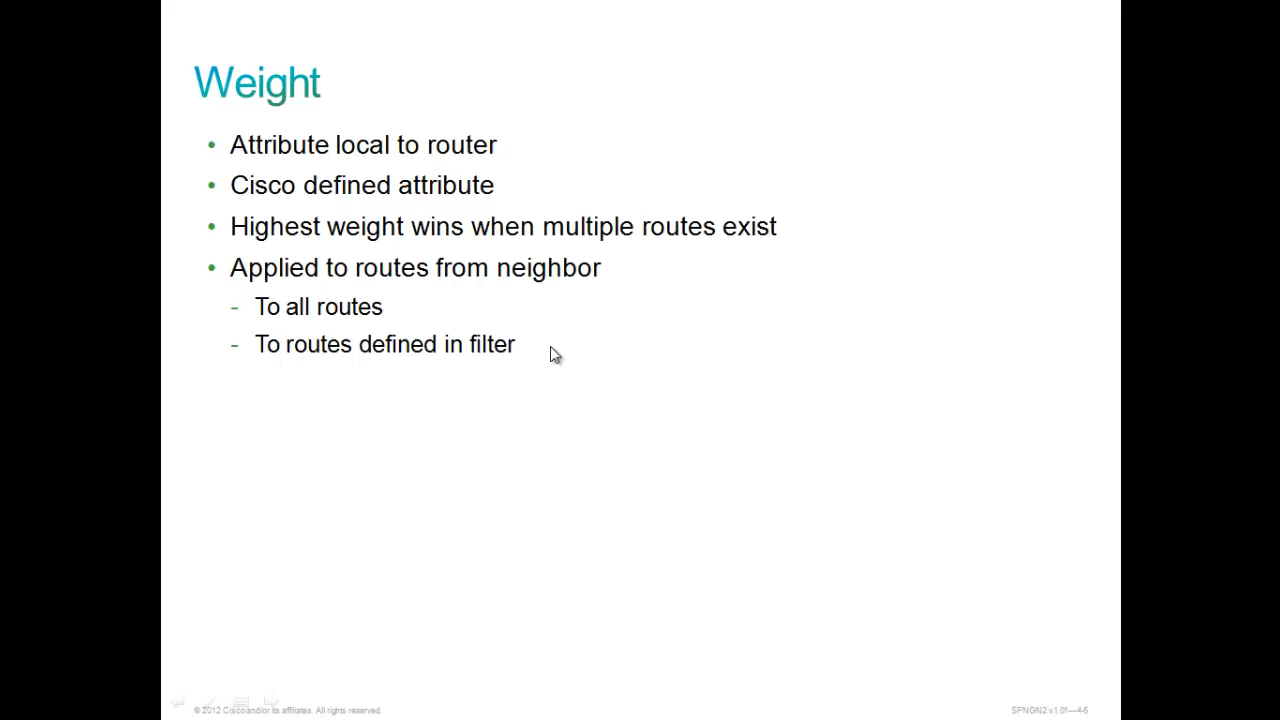 Weight
• Attribute local to router
• Cisco defined attribute
• Highest weight wins when multiple routes exist
• Applied to routes from neighbor
- To all routes
- To routes defined in filter
© 2012 Cisco and/or its affiliates. All rights reserved.
SPNGN2 v1.01—4-6